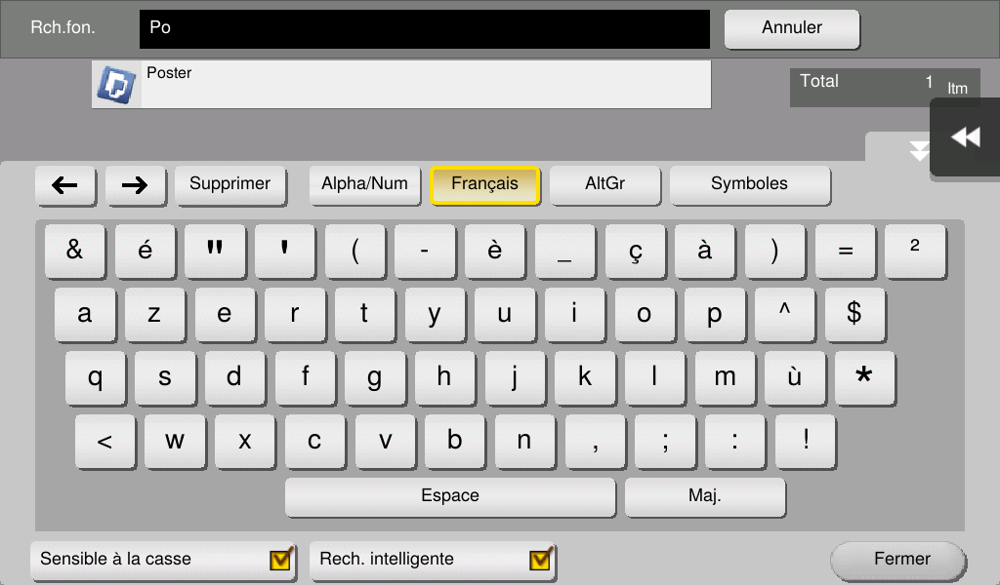 Rch.fon. Po Annuler
Poster
Total 1 ltm
← → Supprimer Alpha/Num Français AltGr Symboles
& é " ' ( - è _ ç à ) = ²
a z e r t y u i o p ^ $
q s d f g h j k l m ù *
< w x c v b n , ; : !
Espace Maj.
Sensible à la casse Rech. intelligente Fermer